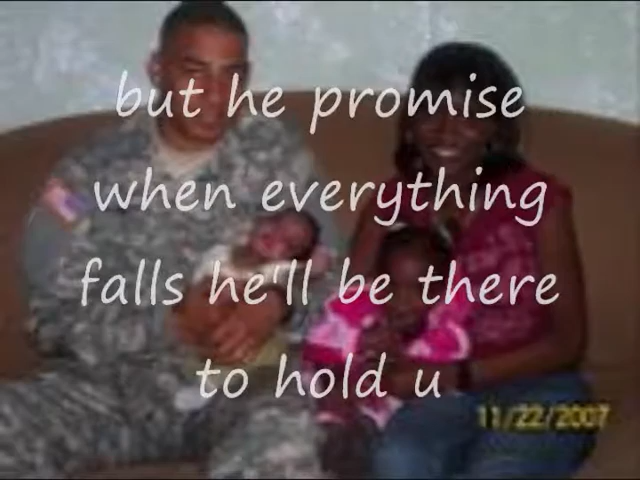 but he promise
when everything
falls he'll be there
to hold u
11/22/2007